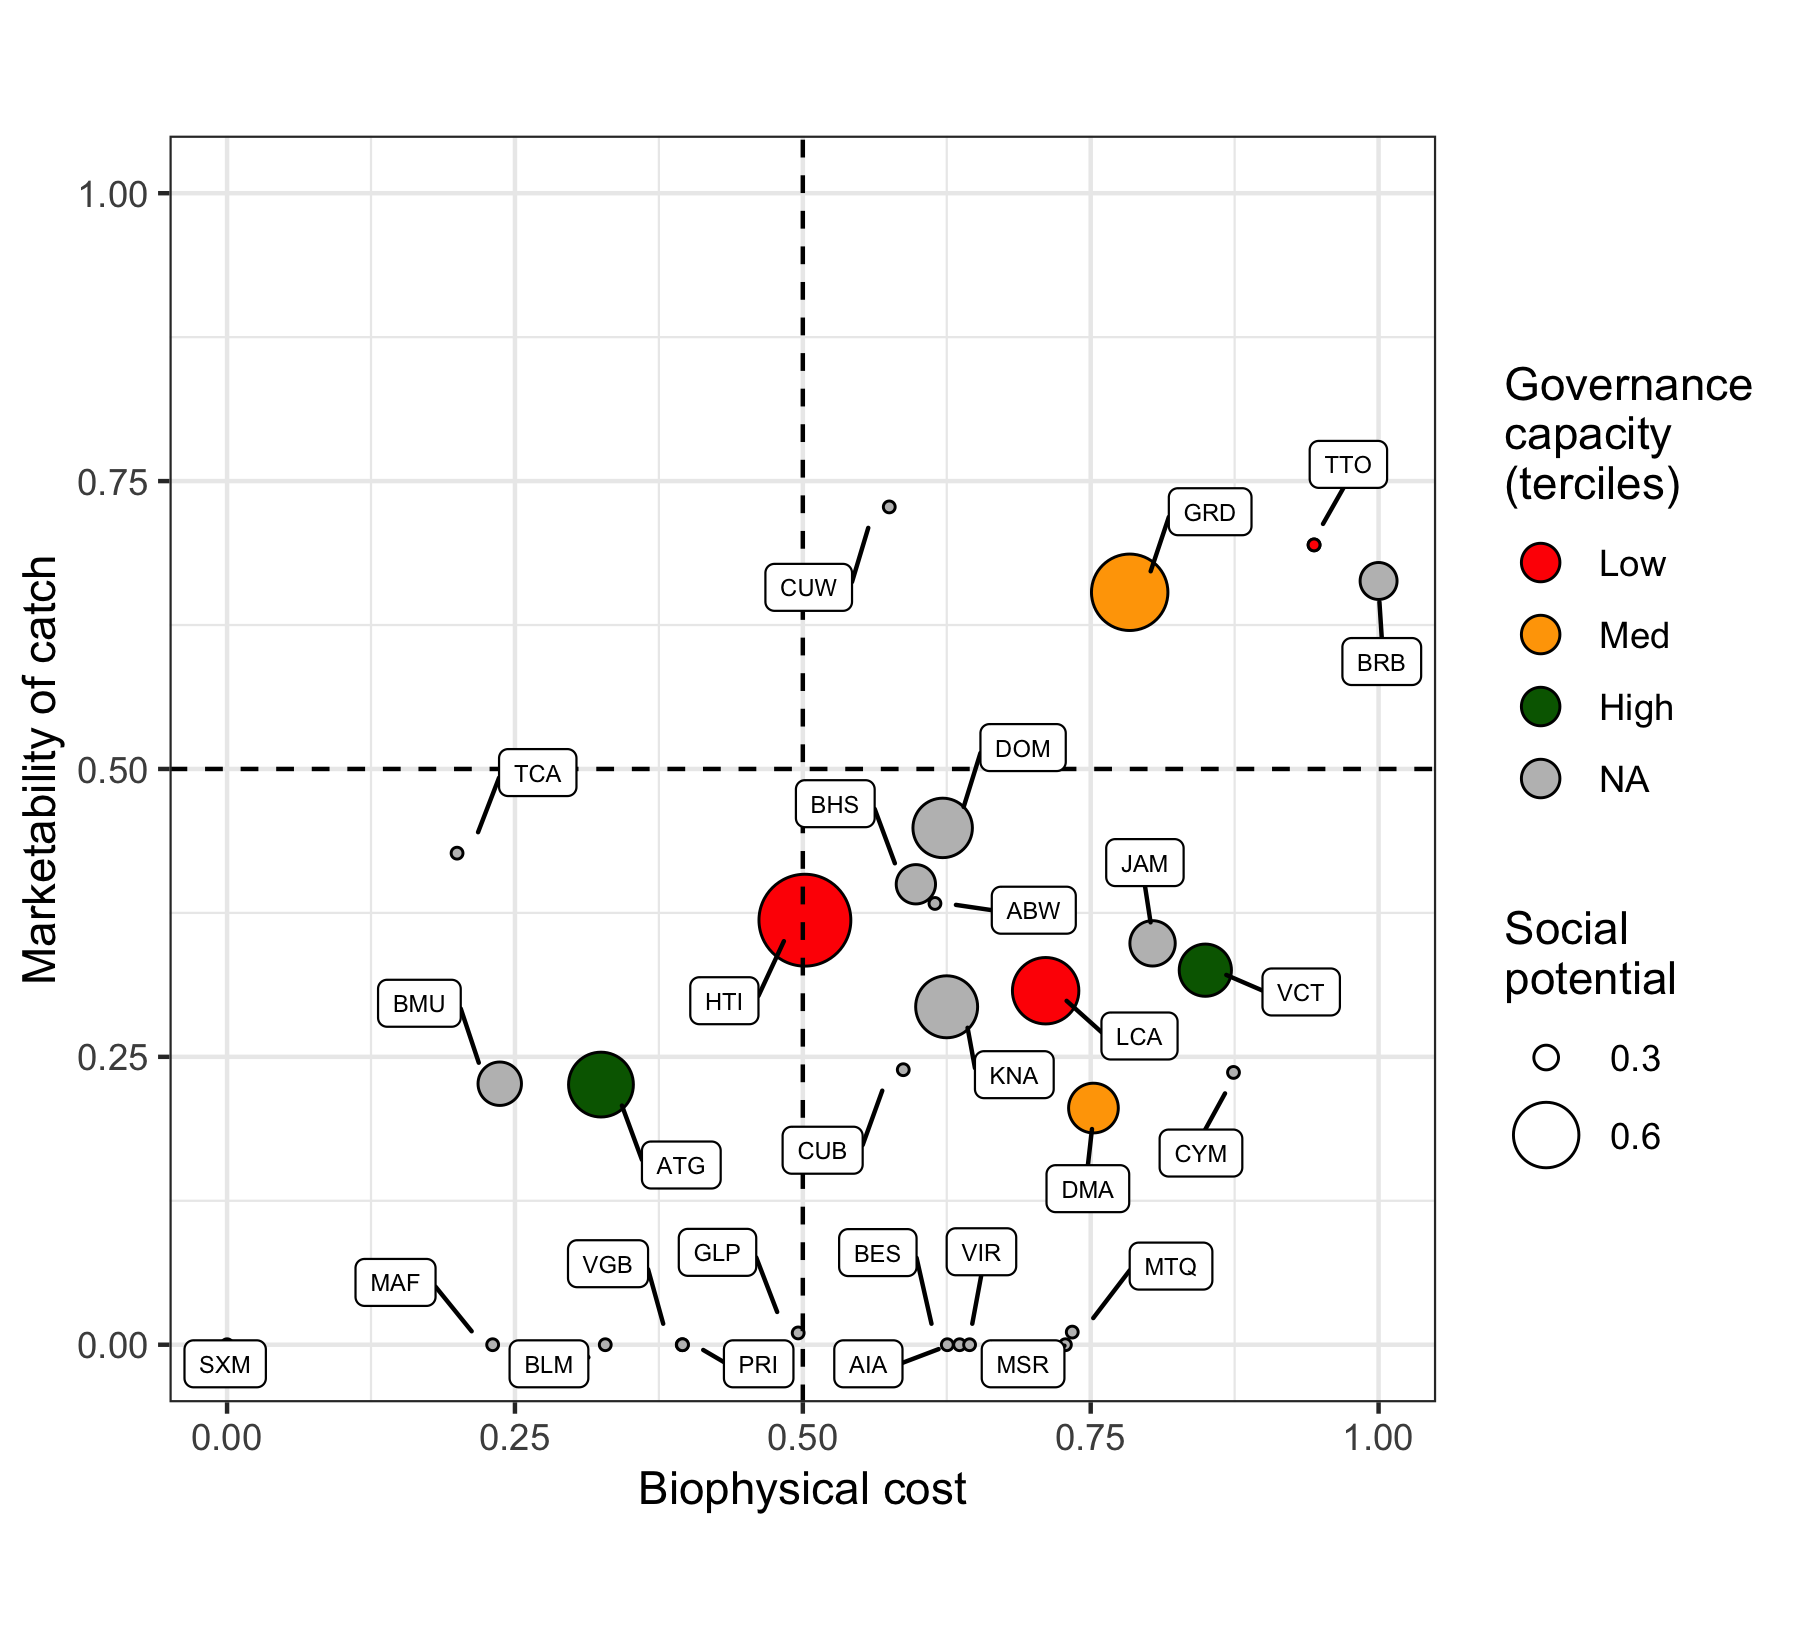 1.00
0.75
0.50
0.25
0.00
Marketability of catch
TTO
GRD
CUW
BRB
DOM
TCA
BHS
JAM
ABW
VCT
HTI
BMU
LCA
KNA
CUB
CYM
ATG
DMA
GLP
BES
VIR
VGB
MTQ
MAF
SXM
BLM
PRI
AIA
MSR
0.00
0.25
0.50
0.75
1.00
Biophysical cost
Governance
capacity
(terciles)
Low
Med
High
NA
Social
potential
0.3
0.6